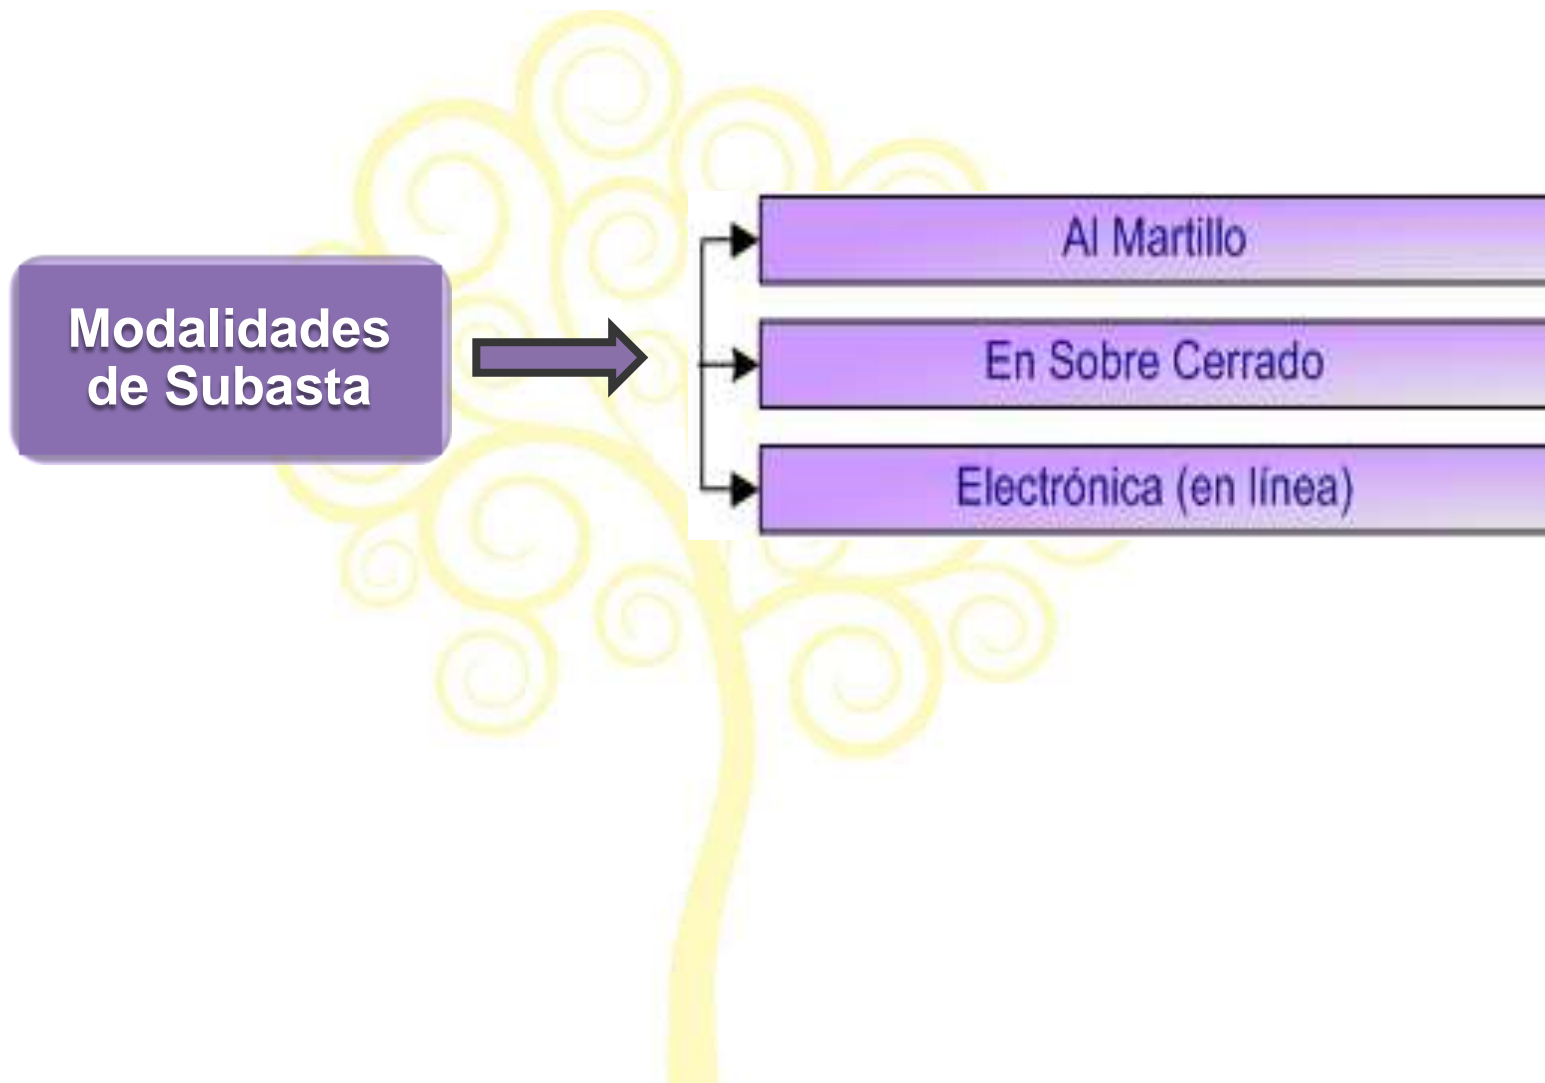 Modalidades
de Subasta
Al Martillo
En Sobre Cerrado
Electrónica (en línea)